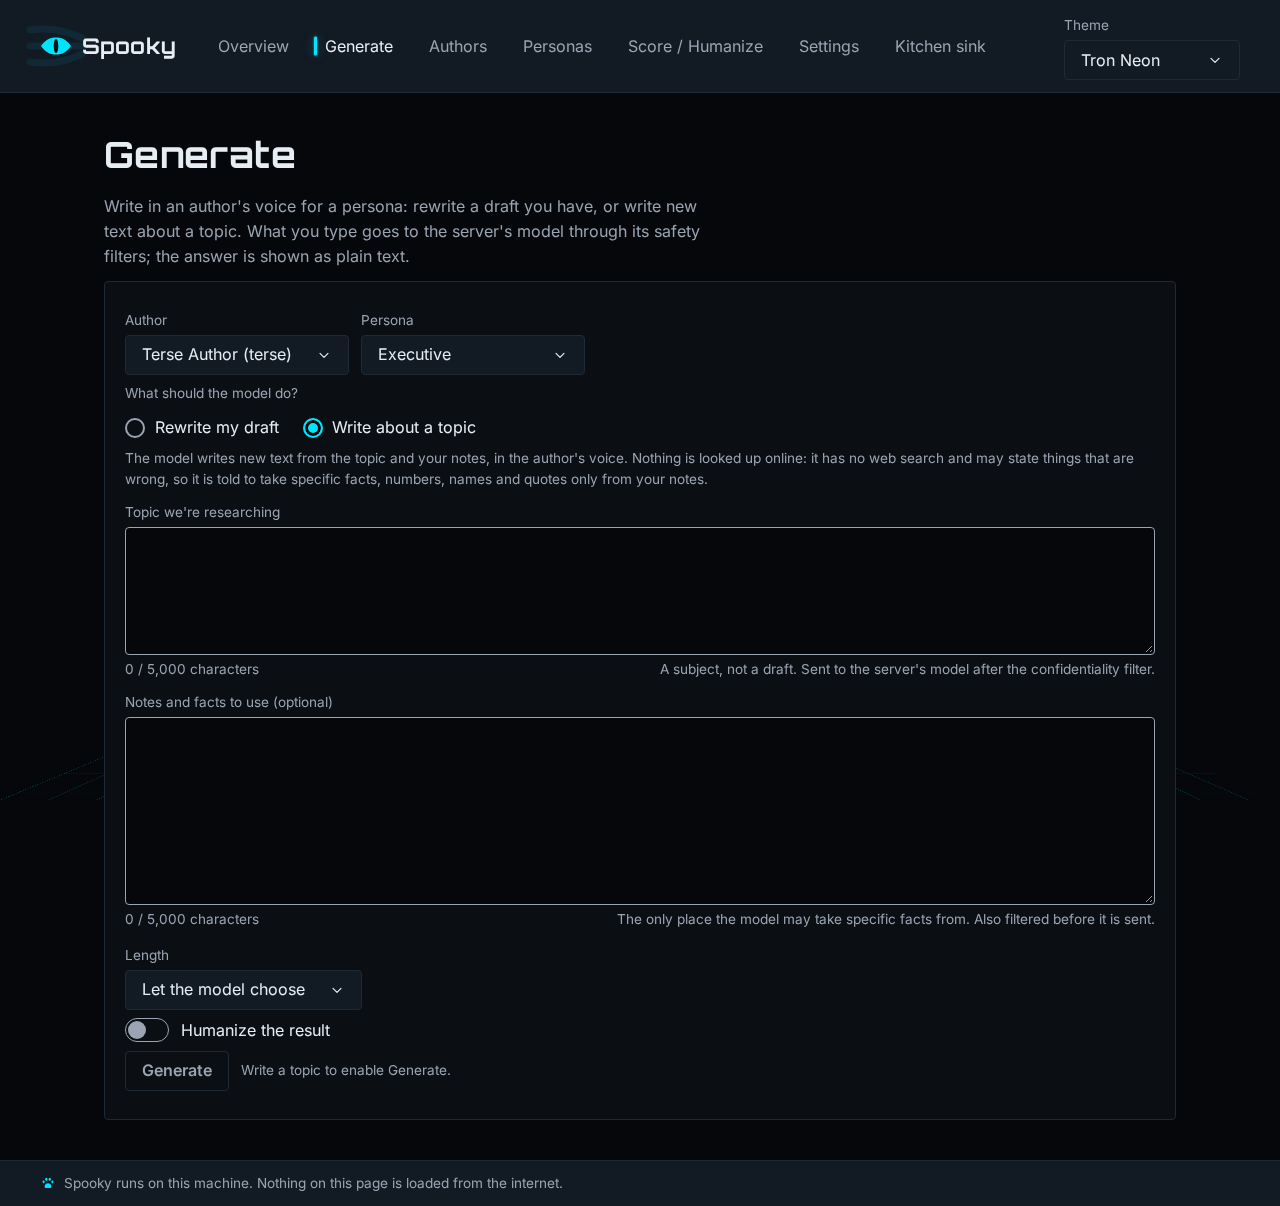 Spooky
Overview
Generate
Authors
Personas
Score / Humanize
Settings
Kitchen sink
Theme
Tron Neon
Generate
Write in an author's voice for a persona: rewrite a draft you have, or write new
text about a topic. What you type goes to the server's model through its safety
filters; the answer is shown as plain text.
Author
Persona
Terse Author (terse)
Executive
What should the model do?
Rewrite my draft
Write about a topic
The model writes new text from the topic and your notes, in the author's voice. Nothing is looked up online: it has no web search and may state things that are
wrong, so it is told to take specific facts, numbers, names and quotes only from your notes.
Topic we're researching
0 / 5,000 characters
A subject, not a draft. Sent to the server's model after the confidentiality filter.
Notes and facts to use (optional)
0 / 5,000 characters
The only place the model may take specific facts from. Also filtered before it is sent.
Length
Let the model choose
Humanize the result
Generate
Write a topic to enable Generate.
Spooky runs on this machine. Nothing on this page is loaded from the internet.